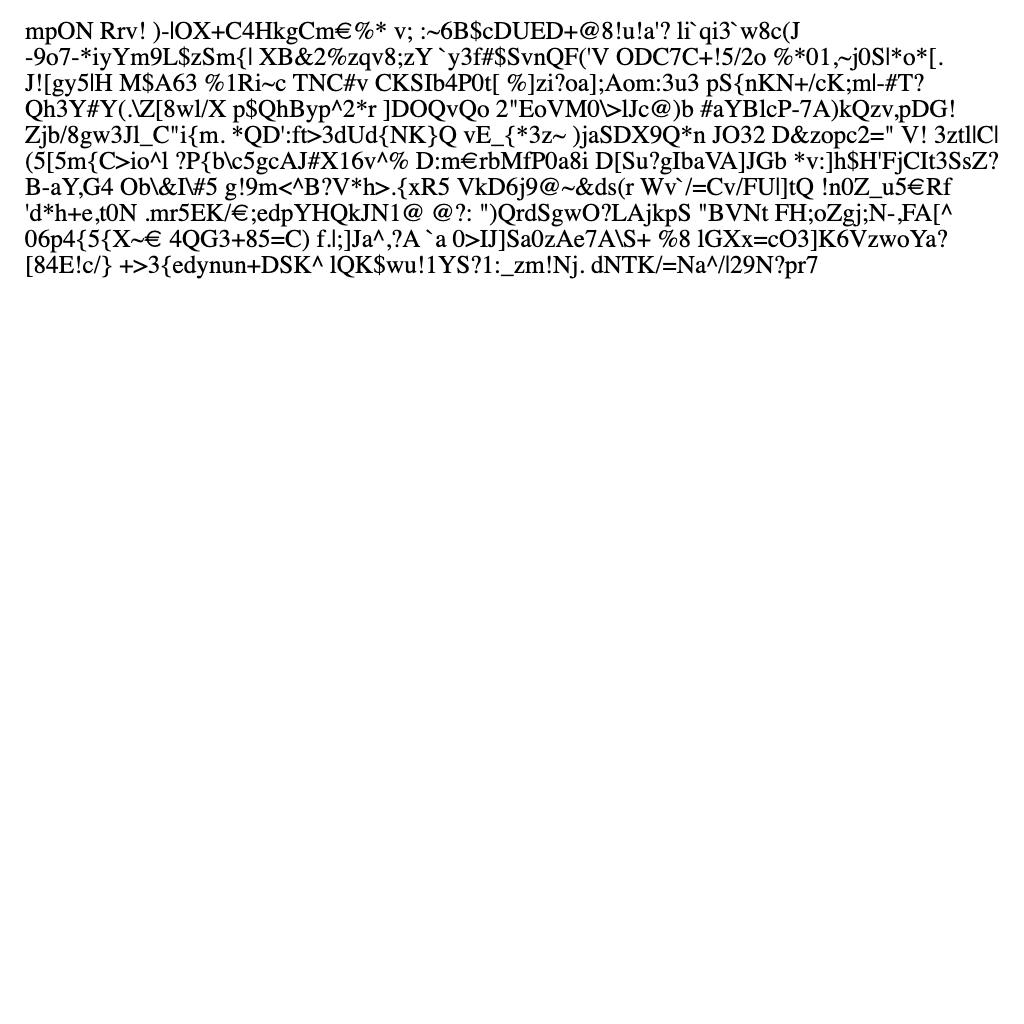 mpON Rrv! )-|OX+C4HkgCm€%* v; :~6B$cDUED+@8!u!a'? li`qi3`w8c(J
-9o7-*iyYm9L$zSm{| XB&2%zqv8;zY `y3f#$SvnQF('V ODC7C+!5/2o %*01,~j0S|*o*[.
J![gy5|H M$A63 %1Ri~c TNC#v CKSIb4P0t[ %]zi?oa];Aom:3u3 pS{nKN+/cK;m|-#T?
Qh3Y#Y(.\Z[8wl/X p$QhByp^2*r ]DOQvQo 2"EoVM0\>lJc@)b #aYBlcP-7A)kQzv,pDG!
Zjb/8gw3Jl_C"i{m. *QD':ft>3dUd{NK}Q vE_{*3z~ )jaSDX9Q*n JO32 D&zopc2=" V! 3ztl|C|
(5[5m{C>io^l ?P{b\c5gcAJ#X16v^% D:m€rbMfP0a8i D[Su?gIbaVA]JGb *v:]h$H'FjCIt3SsZ?
B-aY,G4 Ob\&I\#5 g!9m<^B?V*h>.{xR5 VkD6j9@~&ds(r Wv`/=Cv/FU|]tQ !n0Z_u5€Rf
'd*h+e,t0N .mr5EK/€;edpYHQkJN1@ @?: ")QrdSgwO?LAjkpS "BVNt FH;oZgj;N-,FA[^
06p4{5{X~€ 4QG3+85=C) f.|;]Ja^,?A `a 0>IJ]Sa0zAe7A\S+ %8 lGXx=cO3]K6VzwoYa?
[84E!c/} +>3{edynun+DSK^ lQK$wu!1YS?1:_zm!Nj. dNTK/=Na^/|29N?pr7